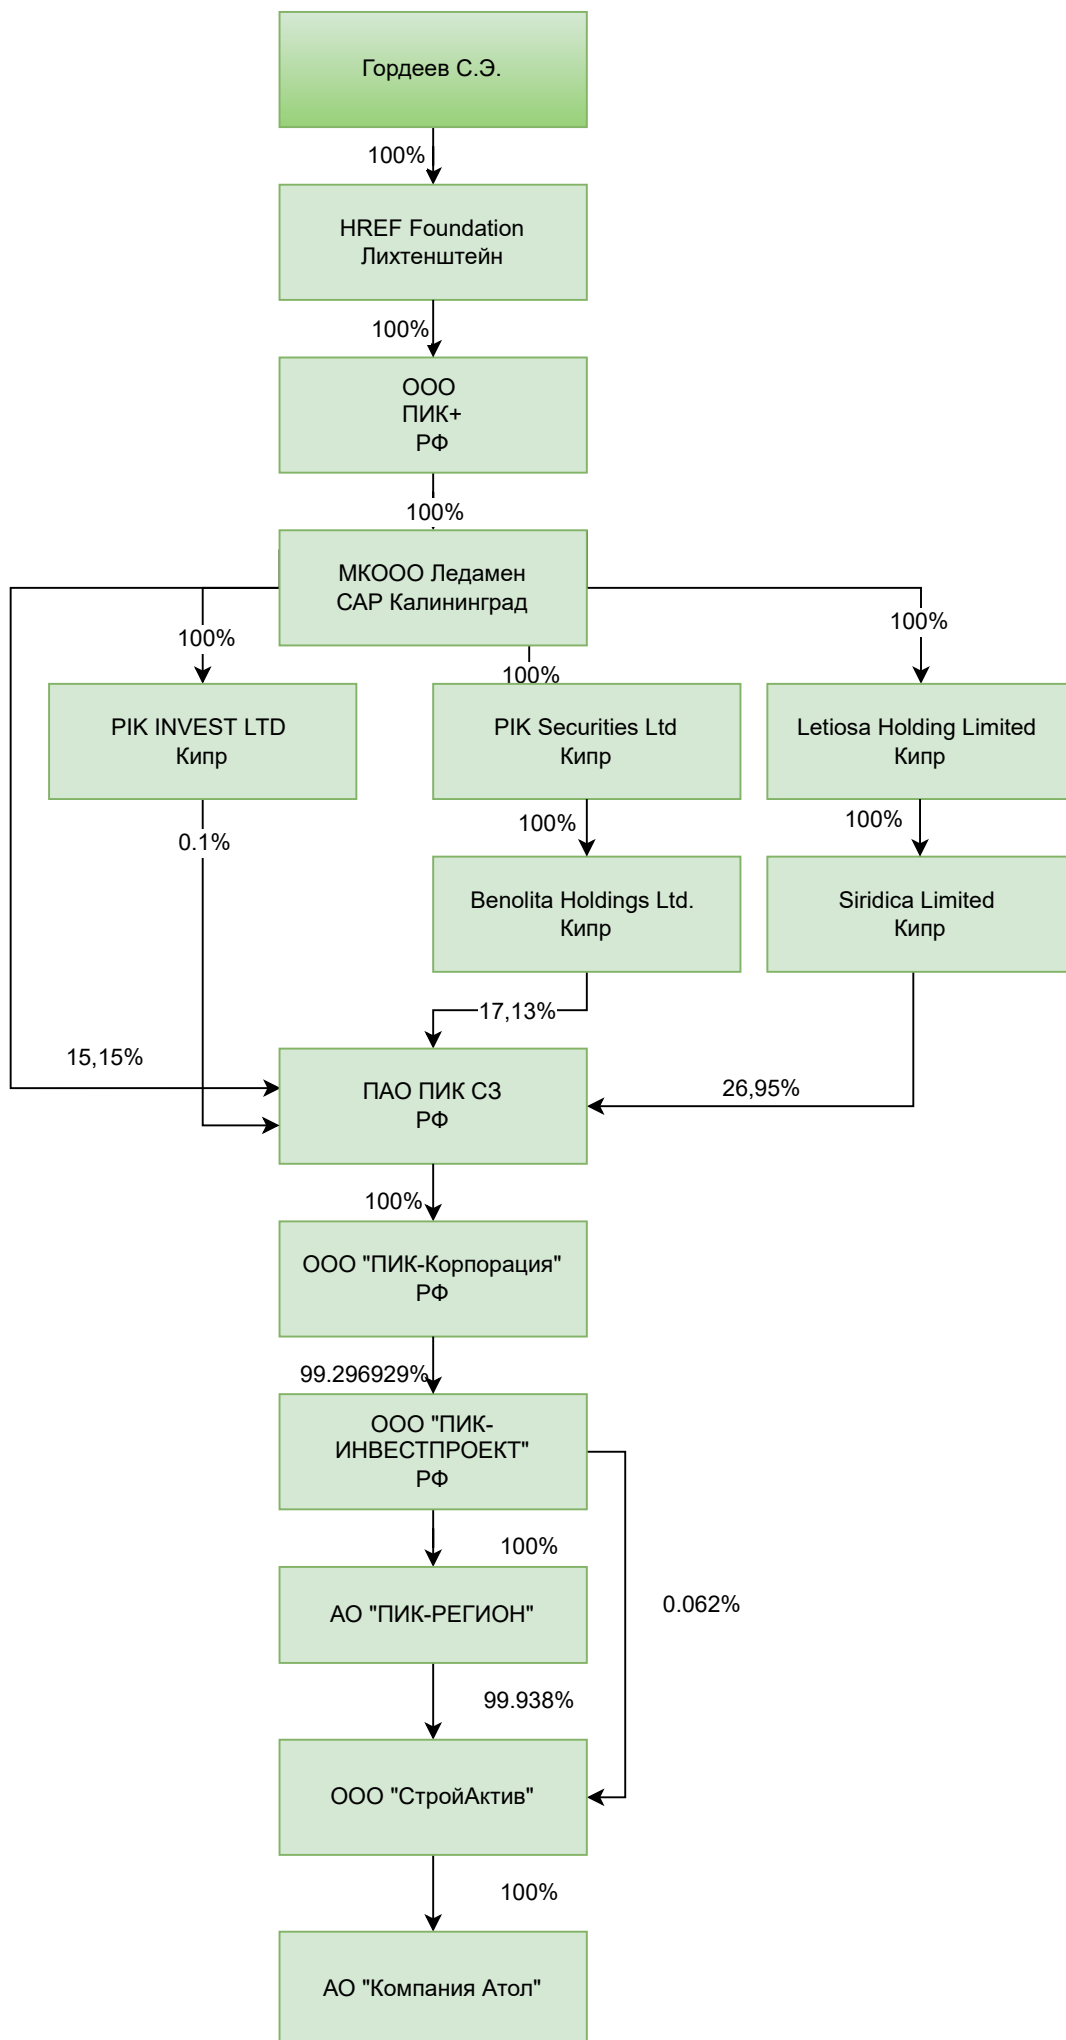 Гордеев С.Э.
100%
HREF Foundation
Лихтенштейн
100%
ООО
ПИК+
РФ
100%
МКООО Ледамен
САР Калининград
100%
100%
100%
PIK INVEST LTD
Кипр
PIK Securities Ltd
Кипр
Letiosa Holding Limited
Кипр
0.1%
100%
100%
Benolita Holdings Ltd.
Кипр
Siridica Limited
Кипр
17,13%
15,15%
26,95%
ПАО ПИК СЗ
РФ
100%
ООО "ПИК-Корпорация"
РФ
99.296929%
ООО "ПИК-
ИНВЕСТПРОЕКТ"
РФ
100%
0.062%
АО "ПИК-РЕГИОН"
99.938%
ООО "СтройАктив"
100%
АО "Компания Атол"